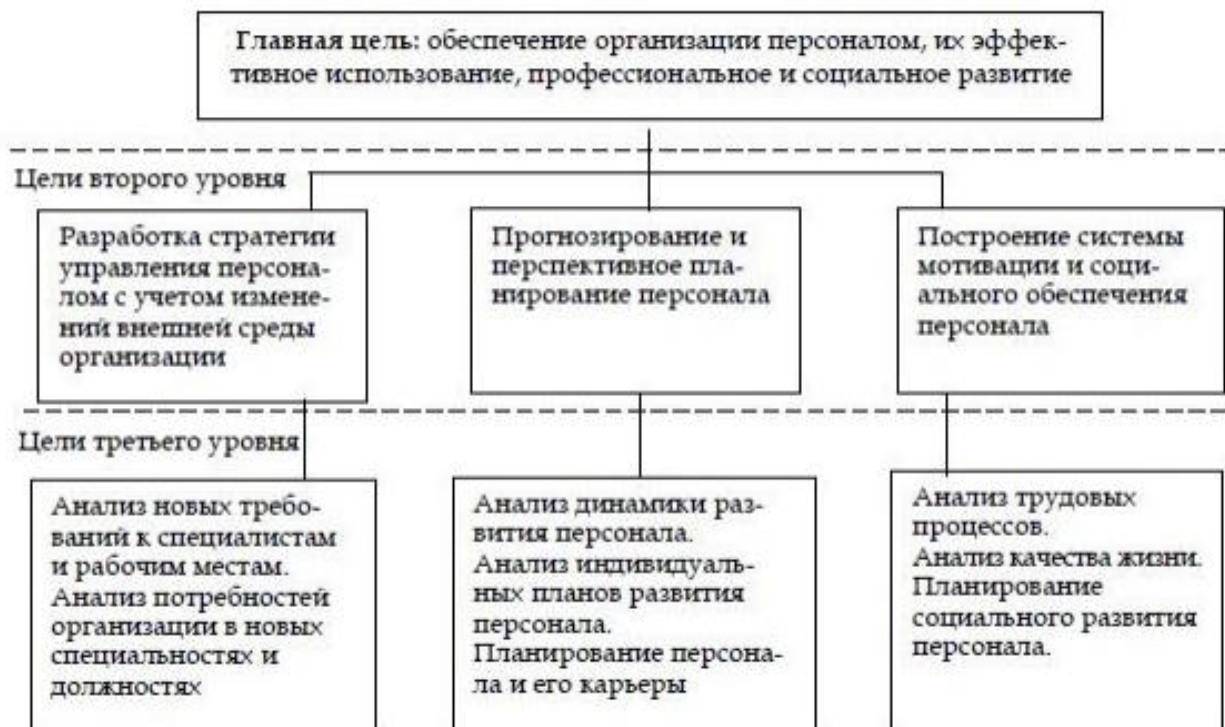 Главная цель: обеспечение организации персоналом, их эффек-
тивное использование, профессиональное и социальное развитие
Цели второго уровня
Разработка стратегии
управления персона-
лом с учетом измене-
ний внешней среды
организации
Прогнозирование и
перспективное пла-
нирование персонала
Построение системы
мотивации и соци-
ального обеспечения
персонала
Цели третьего уровня
Анализ новых требо-
ваний к специалистам
и рабочим местам.
Анализ потребностей
организации в новых
специальностях и
должностях
Анализ динамики раз-
вития персонала.
Анализ индивидуаль-
ных планов развития
персонала.
Планирование персона-
ла и его карьеры
Анализ трудовых
процессов.
Анализ качества жизни.
Планирование
социального развития
персонала.